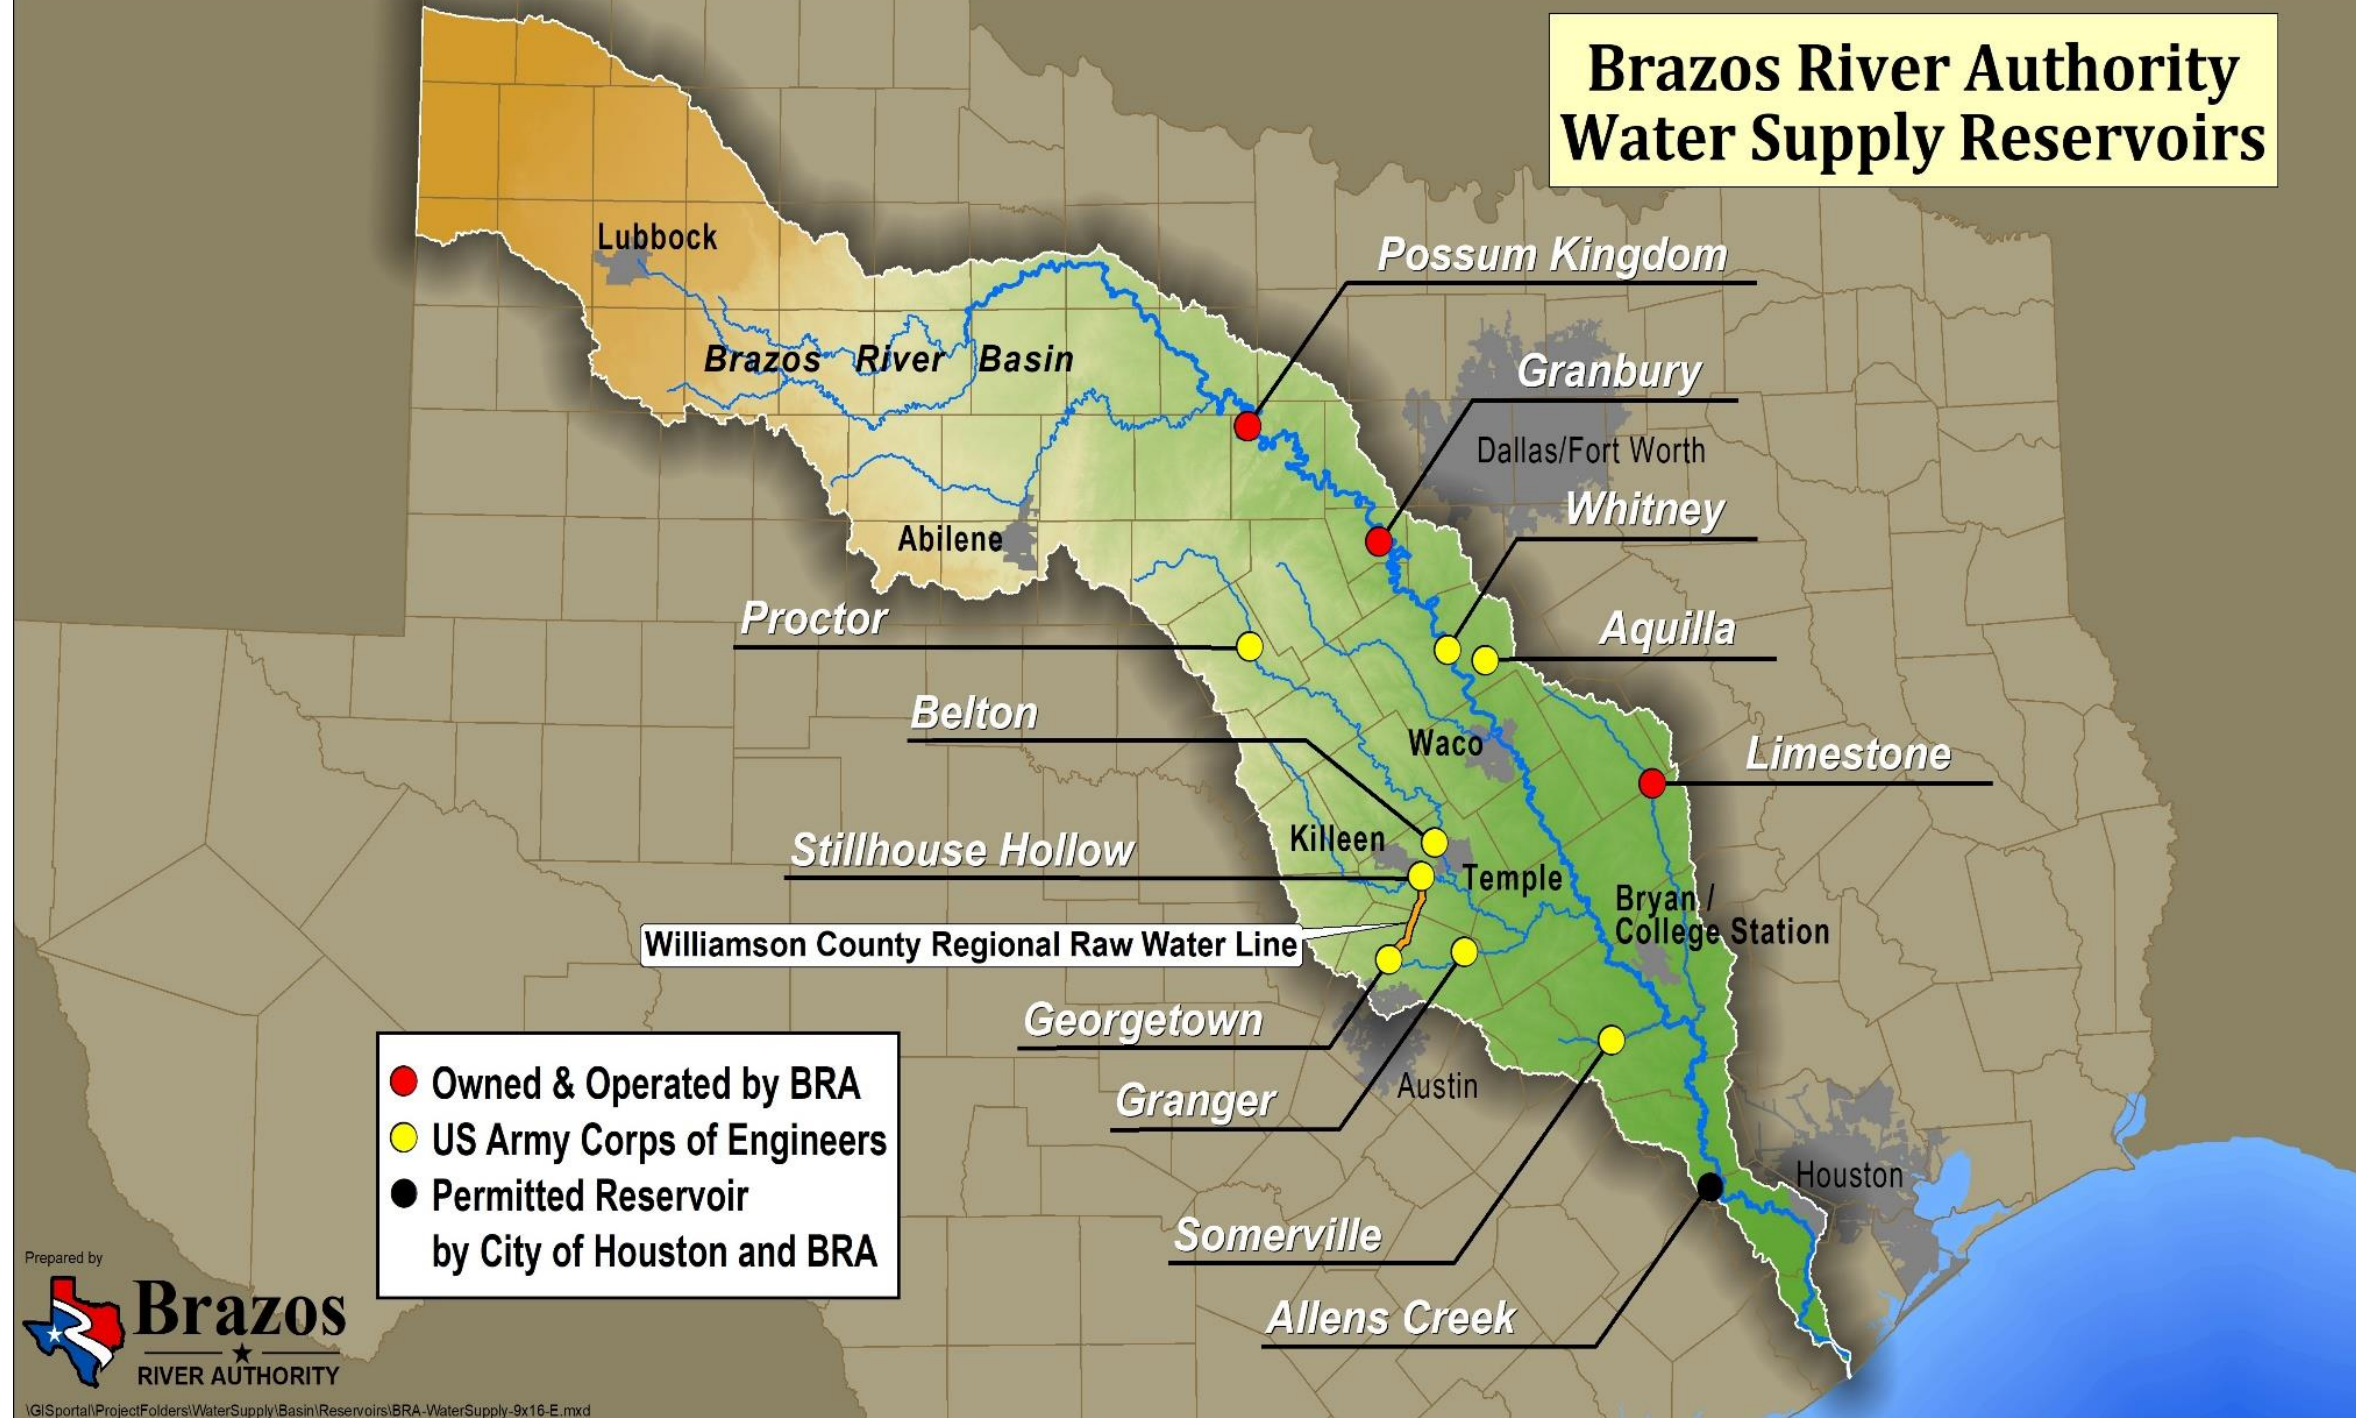 Brazos River Authority
Water Supply Reservoirs
Lubbock
Possum Kingdom
Brazos River Basin
Granbury
Dallas/Fort Worth
Whitney
Abilene
Proctor
Aquilla
Belton
Waco
Limestone
Killeen
Stillhouse Hollow
Temple
Bryan /
College Station
Williamson County Regional Raw Water Line
Georgetown
Granger
Austin
Houston
Somerville
Allens Creek
Owned & Operated by BRA
US Army Corps of Engineers
Permitted Reservoir
by City of Houston and BRA
Prepared by
Brazos
RIVER AUTHORITY
\GISportal\ProjectFolders\WaterSupply\Basin\Reservoirs\BRA-WaterSupply-9x16-E.mxd